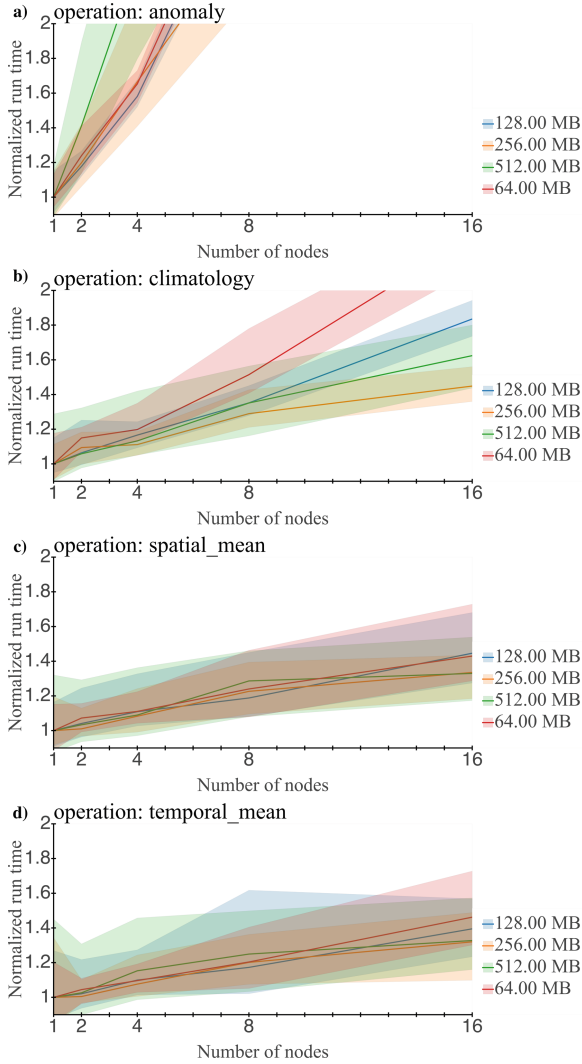 a) operation: anomaly
2
1.8
1.6
1.4
1.2
1
Normalized run time
1 2 4 8 16
Number of nodes
128.00 MB
256.00 MB
512.00 MB
64.00 MB
b) operation: climatology
2
1.8
1.6
1.4
1.2
1
Normalized run time
1 2 4 8 16
Number of nodes
128.00 MB
256.00 MB
512.00 MB
64.00 MB
c) operation: spatial_mean
2
1.8
1.6
1.4
1.2
1
Normalized run time
1 2 4 8 16
Number of nodes
128.00 MB
256.00 MB
512.00 MB
64.00 MB
d) operation: temporal_mean
2
1.8
1.6
1.4
1.2
1
Normalized run time
1 2 4 8 16
Number of nodes
128.00 MB
256.00 MB
512.00 MB
64.00 MB